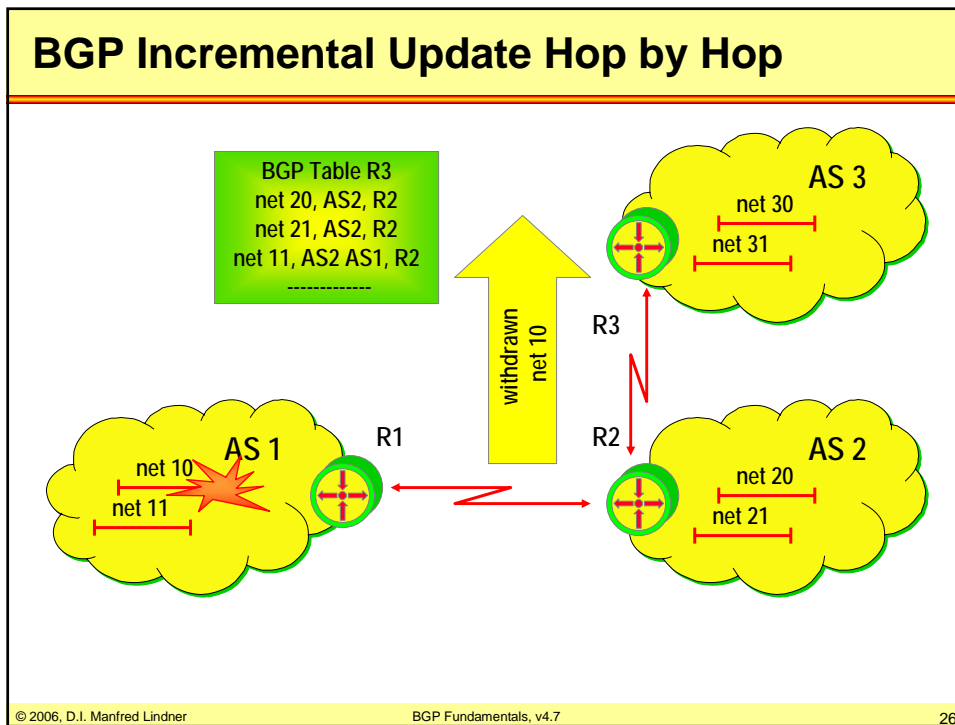 BGP Incremental Update Hop by Hop
BGP Table R3
net 20, AS2, R2
net 21, AS2, R2
net 11, AS2 AS1, R2
-------------
withdrawn
net 10
AS 3
net 30
net 31
R3
R1
R2
AS 1
net 10
net 11
AS 2
net 20
net 21
© 2006, D.I. Manfred Lindner
BGP Fundamentals, v4.7
26